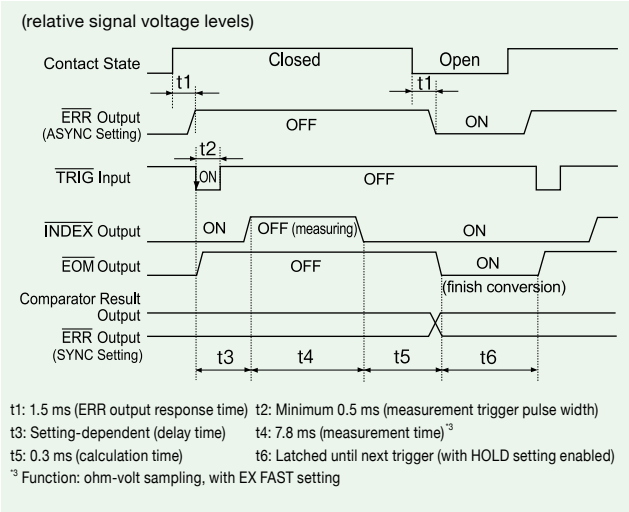 (relative signal voltage levels)
Contact State
Closed
Open
t1
t1
ERR Output
(ASYNC Setting)
OFF
ON
t2
TRIG Input
ON
OFF
INDEX Output
ON
OFF (measuring)
ON
EOM Output
OFF
ON
(finish conversion)
Comparator Result
Output
ERR Output
(SYNC Setting)
t3
t4
t5
t6
t1: 1.5 ms (ERR output response time) t2: Minimum 0.5 ms (measurement trigger pulse width)
t3: Setting-dependent (delay time) t4: 7.8 ms (measurement time)*3
t5: 0.3 ms (calculation time) t6: Latched until next trigger (with HOLD setting enabled)
*3 Function: ohm-volt sampling, with EX FAST setting